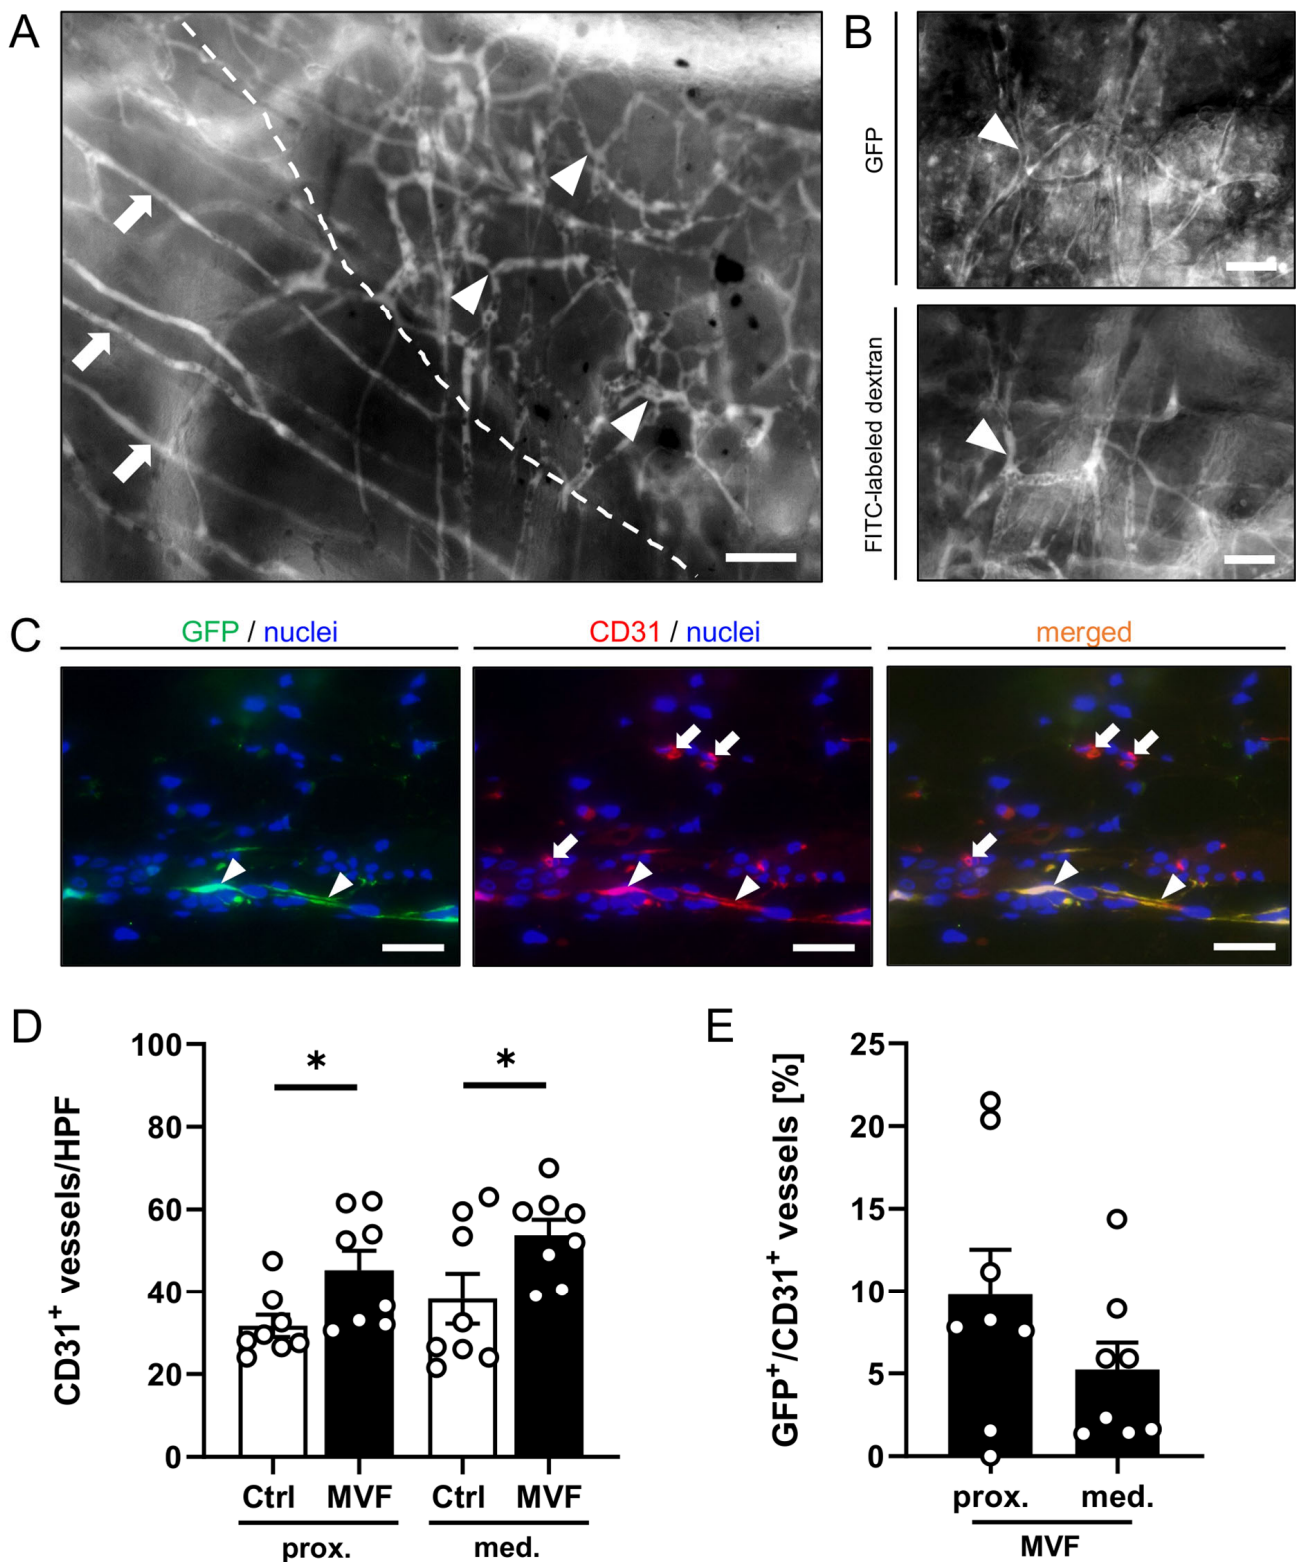 A
B
GFP
FITC-labeled dextran
C
GFP / nuclei
CD31 / nuclei
merged
D
CD31+ vessels/HPF
100
80
60
40
20
0
*
*
Ctrl MVF Ctrl MVF
prox. med.
E
GFP+/CD31+ vessels [%]
25
20
15
10
5
0
prox. med.
MVF